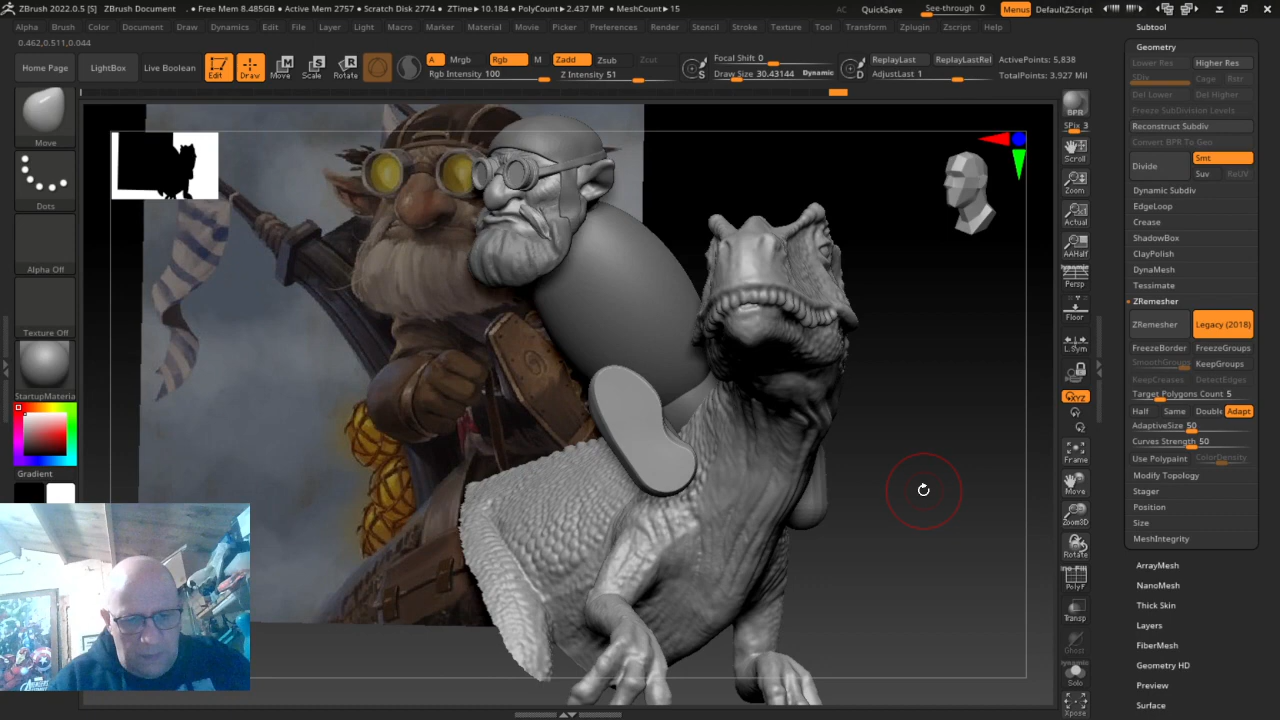 ZBrush 2022.0.5 [S] ZBrush Document . ● Free Mem 8.485GB ● Active Mem 2757 ● Scratch Disk 2774 ● ZTime▸10.184 ● PolyCount▸2.437 MP ● MeshCount▸15 AC QuickSave See-through 0 Menus DefaultZScript
Alpha Brush Color Document Draw Dynamics Edit File Layer Light Macro Marker Material Movie Picker Preferences Render Stencil Stroke Texture Tool Transform Zplugin Zscript Help
0.462,0.511,0.044
Home Page LightBox Live Boolean Edit Draw Move Scale Rotate
A Mrgb Rgb M Zadd Zsub Zcut
Rgb Intensity 100 Z Intensity 51
Focal Shift 0
Draw Size 30.43144 Dynamic
S D
ReplayLast ReplayLastRel
AdjustLast 1
ActivePoints: 5,838
TotalPoints: 3.927 Mil
Move
Dots
Alpha Off
Texture Off
StartupMateria
Gradient
BPR
SPix 3
Scroll
Zoom
Actual
AAHalf
Persp
Floor
L.Sym
XYZ
Frame
Move
Zoom3D
Rotate
PolyF
Transp
Ghost
Dynamic
Solo
Xpose
Subtool
Geometry
Lower Res Higher Res
SDiv Cage Rstr
Del Lower Del Higher
Freeze SubDivision Levels
Reconstruct Subdiv
Convert BPR To Geo
Divide Smt
Suv ReUV
Dynamic Subdiv
EdgeLoop
Crease
ShadowBox
ClayPolish
DynaMesh
Tessimate
ZRemesher
ZRemesher Legacy (2018)
FreezeBorder FreezeGroups
SmoothGroups KeepGroups
KeepCreases DetectEdges
Target Polygons Count 5
Half Same Double Adapt
AdaptiveSize 50
Curves Strength 50
Use Polypaint ColorDensity
Modify Topology
Stager
Position
Size
MeshIntegrity
ArrayMesh
NanoMesh
Thick Skin
Layers
FiberMesh
Geometry HD
Preview
Surface